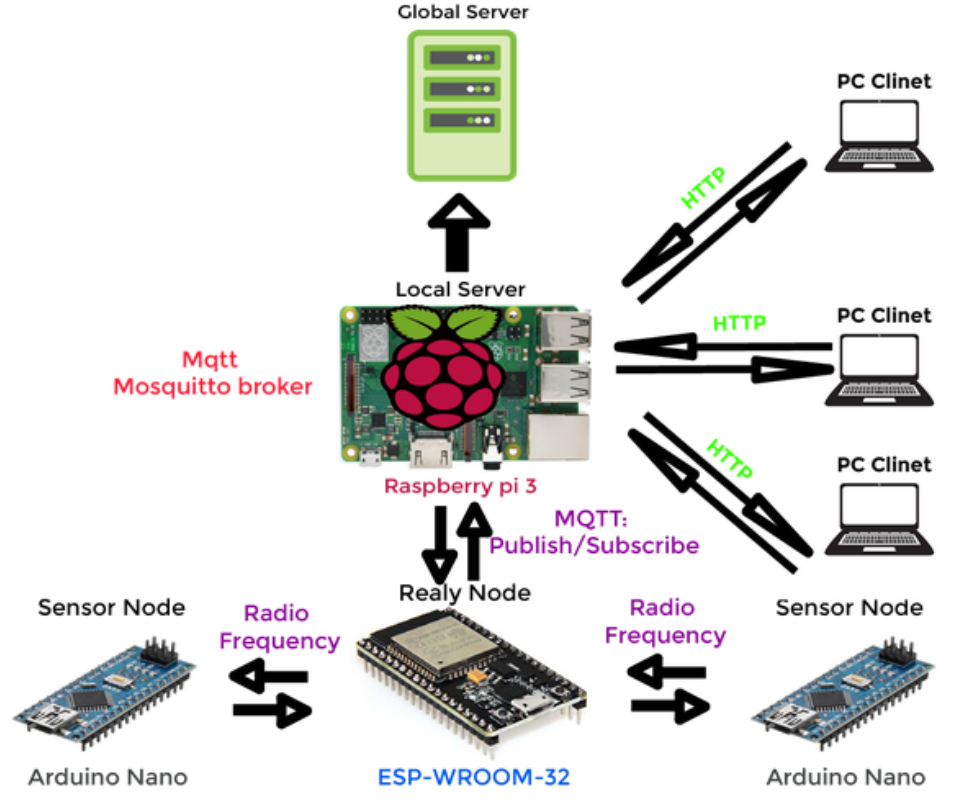 Global Server
PC Clinet
HTTP
Local Server
PC Clinet
HTTP
Mqtt
Mosquitto broker
PC Clinet
HTTP
Raspberry pi 3
MQTT:
Publish/Subscribe
Realy Node
Sensor Node
Radio
Frequency
Radio
Frequency
Sensor Node
Arduino Nano
ESP-WROOM-32
Arduino Nano